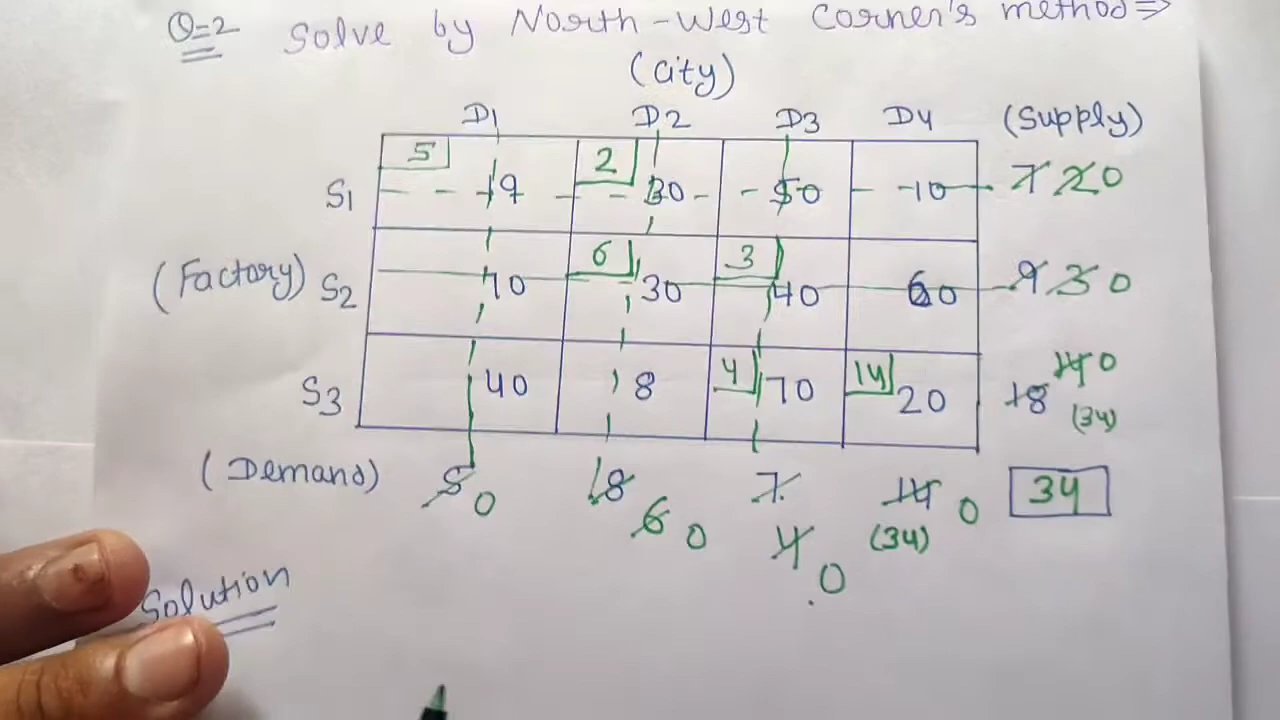 Q=2 Solve by North-West Corner's method⇒
(City)
D1 D2 D3 D4 (Supply)
5 2
S1 19 30 50 10 7 2 0
6 3
(Factory) S2 70 30 40 60 9 3 0
4 14 14 0
S3 40 8 70 20 18
(34)
(Demand) 5 0 8 6 0 7 4 0 14 0 34
(34)
Solution